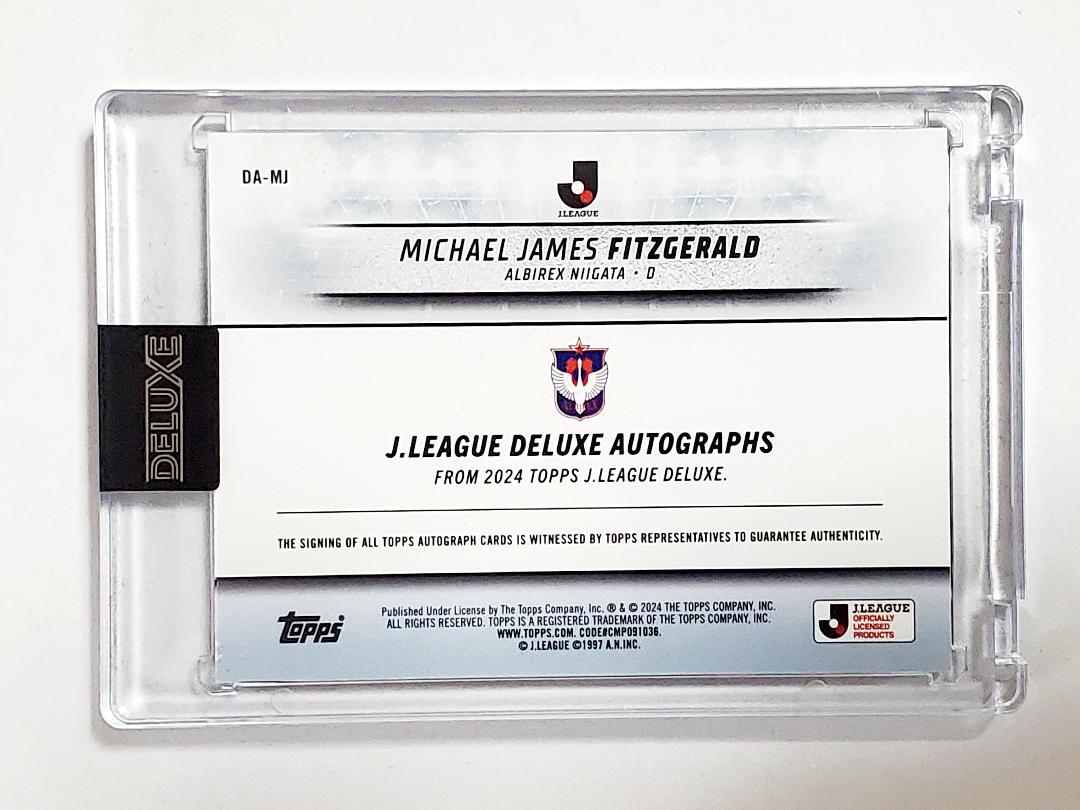 DA-MJ
J.LEAGUE
MICHAEL JAMES FITZGERALD
ALBIREX NIIGATA • D
DELUXE
J.LEAGUE DELUXE AUTOGRAPHS
FROM 2024 TOPPS J.LEAGUE DELUXE.
THE SIGNING OF ALL TOPPS AUTOGRAPH CARDS IS WITNESSED BY TOPPS REPRESENTATIVES TO GUARANTEE AUTHENTICITY.
topps
Published Under License by The Topps Company, Inc. ® & © 2024 THE TOPPS COMPANY, INC.
ALL RIGHTS RESERVED. TOPPS IS A REGISTERED TRADEMARK OF THE TOPPS COMPANY, INC.
WWW.TOPPS.COM. CODE#CMP091036.
© J.LEAGUE ©1997 A.N.INC.
J.LEAGUE
OFFICIALLY
LICENSED
PRODUCTS